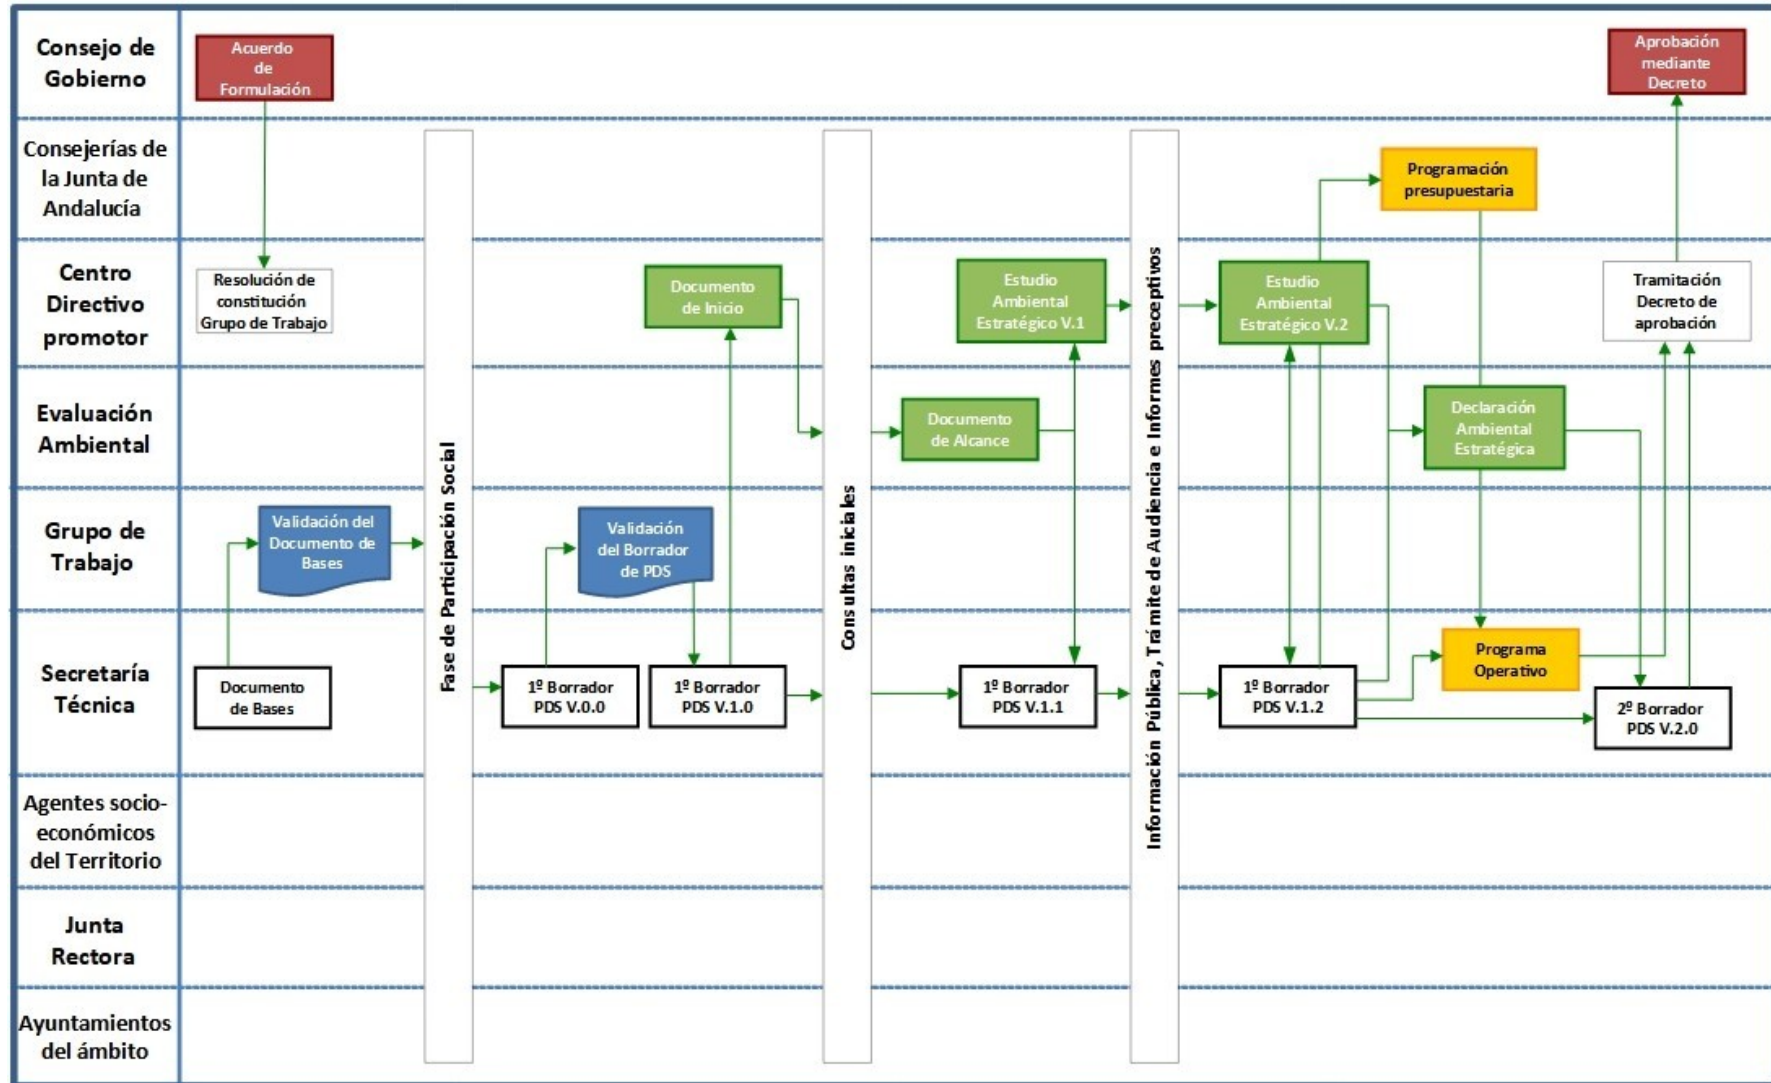 Consejo de
Gobierno
Acuerdo
de
Formulación
Aprobación
mediante
Decreto
Consejerías de
la Junta de
Andalucía
Programación
presupuestaria
Centro
Directivo
promotor
Resolución de
constitución
Grupo de Trabajo
Documento
de Inicio
Estudio
Ambiental
Estratégico V.1
Estudio
Ambiental
Estratégico V.2
Tramitación
Decreto de
aprobación
Evaluación
Ambiental
Documento
de Alcance
Declaración
Ambiental
Estratégica
Grupo de
Trabajo
Validación del
Documento de
Bases
Validación
del Borrador
de PDS
Secretaría
Técnica
Documento
de Bases
1º Borrador
PDS V.0.0
1º Borrador
PDS V.1.0
1º Borrador
PDS V.1.1
1º Borrador
PDS V.1.2
Programa
Operativo
2º Borrador
PDS V.2.0
Fase de Participación Social
Consultas iniciales
Información Pública, Trámite de Audiencia e Informes preceptivos
Agentes socio-
económicos
del Territorio
Junta
Rectora
Ayuntamientos
del ámbito